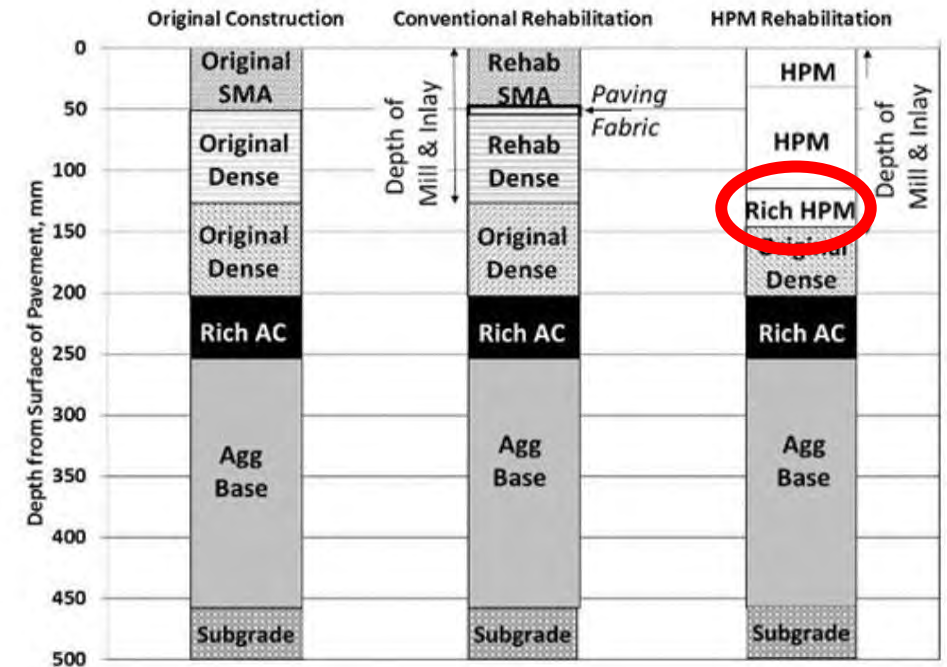 Original Construction
Conventional Rehabilitation
HPM Rehabilitation
Depth from Surface of Pavement, mm
0
50
100
150
200
250
300
350
400
450
500
Original
SMA
Original
Dense
Original
Dense
Rich AC
Agg
Base
Subgrade
Depth of
Mill & Inlay
Rehab
SMA
Paving
Fabric
Rehab
Dense
Original
Dense
Rich AC
Agg
Base
Subgrade
HPM
HPM
Rich HPM
Original
Dense
Rich AC
Agg
Base
Subgrade
Depth of
Mill & Inlay